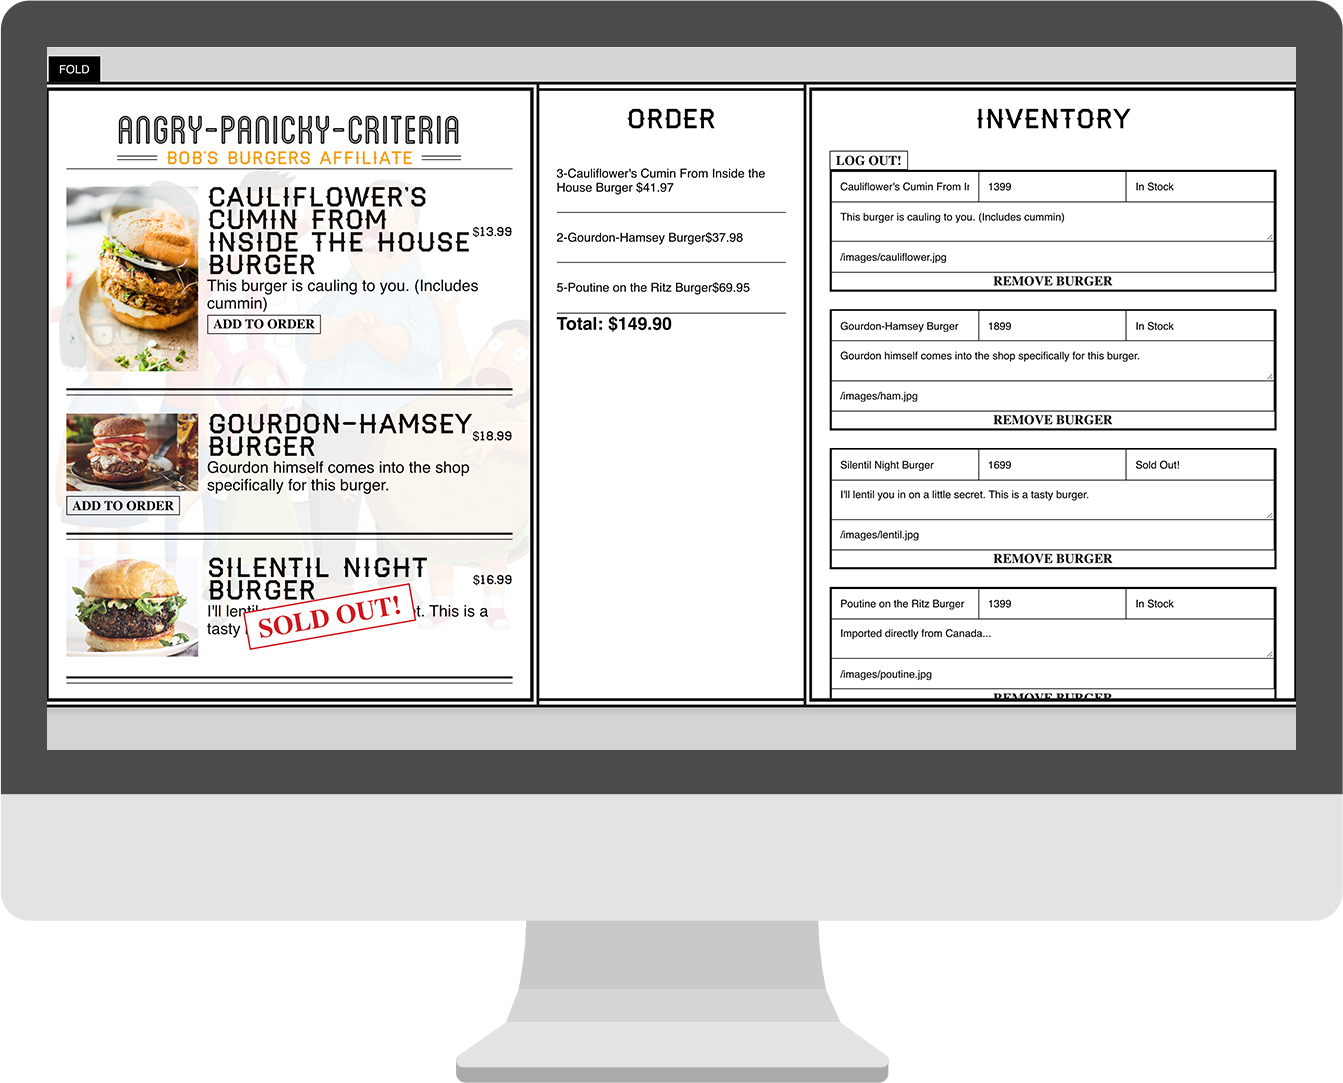 FOLD
ANGRY-PANICKY-CRITERIA
BOB'S BURGERS AFFILIATE
CAULIFLOWER'S
CUMIN FROM
INSIDE THE HOUSE
BURGER
$13.99
This burger is cauling to you. (Includes
cummin)
ADD TO ORDER
GOURDON-HAMSEY
BURGER
$18.99
Gourdon himself comes into the shop
specifically for this burger.
ADD TO ORDER
SILENTIL NIGHT
BURGER
$16.99
I'll t. This is a
tasty
SOLD OUT!
ORDER
3-Cauliflower's Cumin From Inside the
House Burger $41.97
2-Gourdon-Hamsey Burger$37.98
5-Poutine on the Ritz Burger$69.95
Total: $149.90
INVENTORY
LOG OUT!
Cauliflower's Cumin From Ir 1399 In Stock
This burger is cauling to you. (Includes cummin)
/images/cauliflower.jpg
REMOVE BURGER
Gourdon-Hamsey Burger 1899 In Stock
Gourdon himself comes into the shop specifically for this burger.
/images/ham.jpg
REMOVE BURGER
Silentil Night Burger 1699 Sold Out!
I'll lentil you in on a little secret. This is a tasty burger.
/images/lentil.jpg
REMOVE BURGER
Poutine on the Ritz Burger 1399 In Stock
Imported directly from Canada...
/images/poutine.jpg
REMOVE BURGER